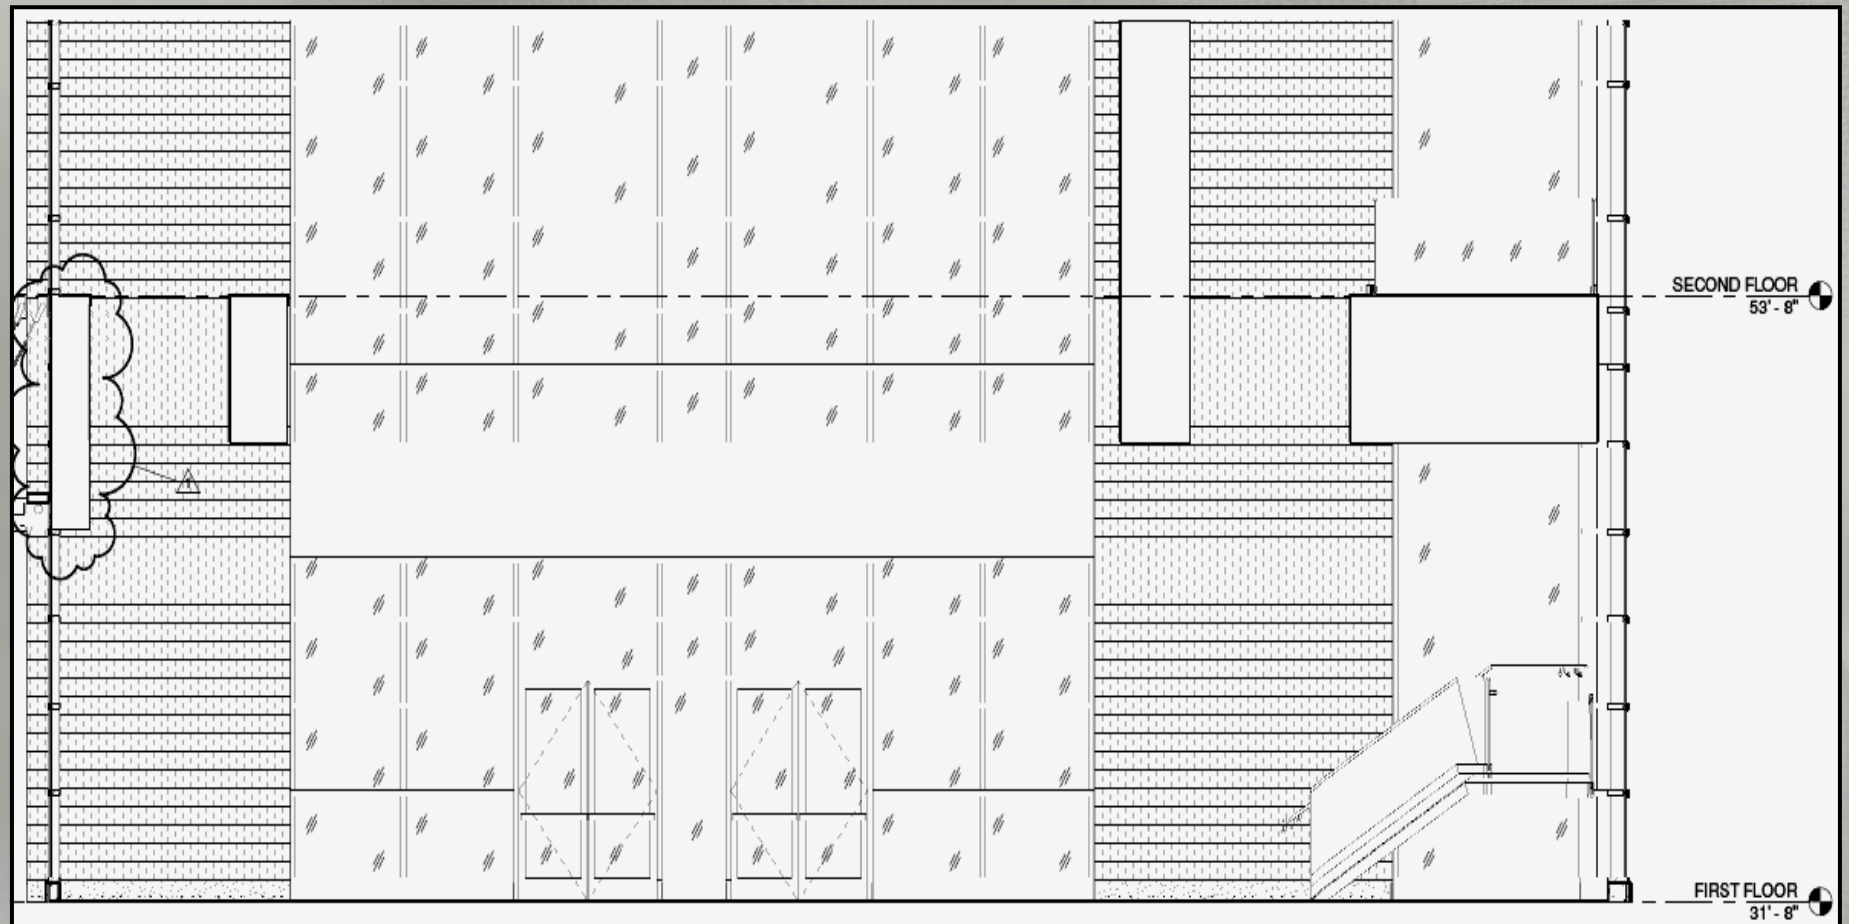 SECOND FLOOR
53' - 8"
FIRST FLOOR
31' - 8"